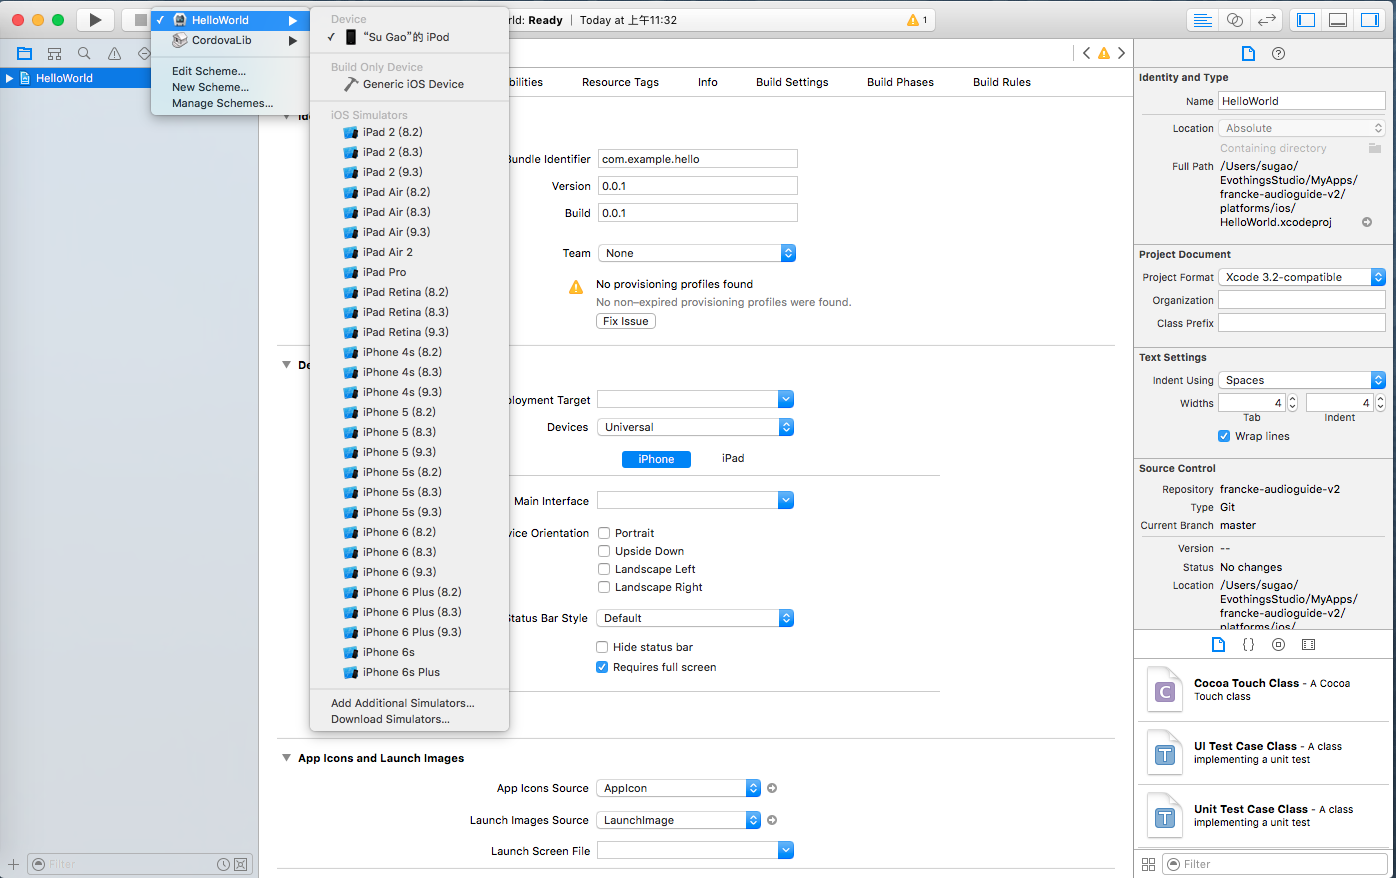 HelloWorld
rld: Ready | Today at 上午11:32
1
CordovaLib
Edit Scheme...
New Scheme...
Manage Schemes...
HelloWorld
Device
“Su Gao”的 iPod
Build Only Device
Generic iOS Device
iOS Simulators
iPad 2 (8.2)
iPad 2 (8.3)
iPad 2 (9.3)
iPad Air (8.2)
iPad Air (8.3)
iPad Air (9.3)
iPad Air 2
iPad Pro
iPad Retina (8.2)
iPad Retina (8.3)
iPad Retina (9.3)
iPhone 4s (8.2)
iPhone 4s (8.3)
iPhone 4s (9.3)
iPhone 5 (8.2)
iPhone 5 (8.3)
iPhone 5 (9.3)
iPhone 5s (8.2)
iPhone 5s (8.3)
iPhone 5s (9.3)
iPhone 6 (8.2)
iPhone 6 (8.3)
iPhone 6 (9.3)
iPhone 6 Plus (8.2)
iPhone 6 Plus (8.3)
iPhone 6 Plus (9.3)
iPhone 6s
iPhone 6s Plus
Add Additional Simulators...
Download Simulators...
bilities Resource Tags Info Build Settings Build Phases Build Rules
Bundle Identifier com.example.hello
Version 0.0.1
Build 0.0.1
Team None
No provisioning profiles found
No non–expired provisioning profiles were found.
Fix Issue
De
ployment Target
Devices Universal
iPhone iPad
Main Interface
vice Orientation Portrait
Upside Down
Landscape Left
Landscape Right
Status Bar Style Default
Hide status bar
Requires full screen
App Icons and Launch Images
App Icons Source AppIcon
Launch Images Source LaunchImage
Launch Screen File
Filter
Identity and Type
Name HelloWorld
Location Absolute
Containing directory
Full Path /Users/sugao/
EvothingsStudio/MyApps/
francke-audioguide-v2/
platforms/ios/
HelloWorld.xcodeproj
Project Document
Project Format Xcode 3.2-compatible
Organization
Class Prefix
Text Settings
Indent Using Spaces
Widths 4 4
Tab Indent
Wrap lines
Source Control
Repository francke-audioguide-v2
Type Git
Current Branch master
Version --
Status No changes
Location /Users/sugao/
EvothingsStudio/MyApps/
francke-audioguide-v2/
platforms/ios/
{ }
C
Cocoa Touch Class - A Cocoa
Touch class
T
UI Test Case Class - A class
implementing a unit test
T
Unit Test Case Class - A class
implementing a unit test
Filter